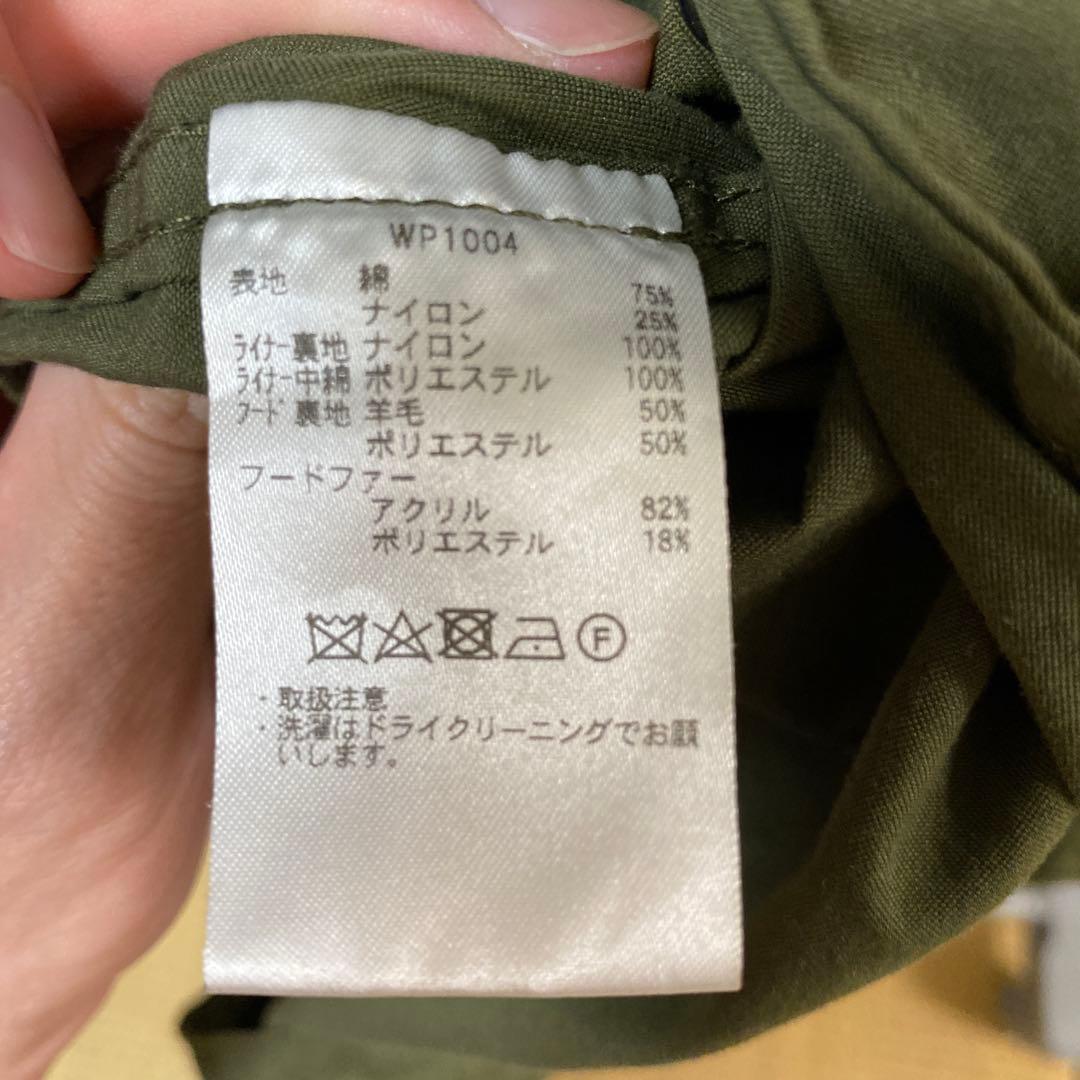 WP1004
表地 綿 75%
ナイロン 25%
ﾗｲﾅｰ裏地 ナイロン 100%
ﾗｲﾅｰ中綿 ポリエステル 100%
ﾌｰﾄﾞ裏地 羊毛 50%
ポリエステル 50%
フードファー
アクリル 82%
ポリエステル 18%
F
・取扱注意
・洗濯はドライクリーニングでお願
いします。